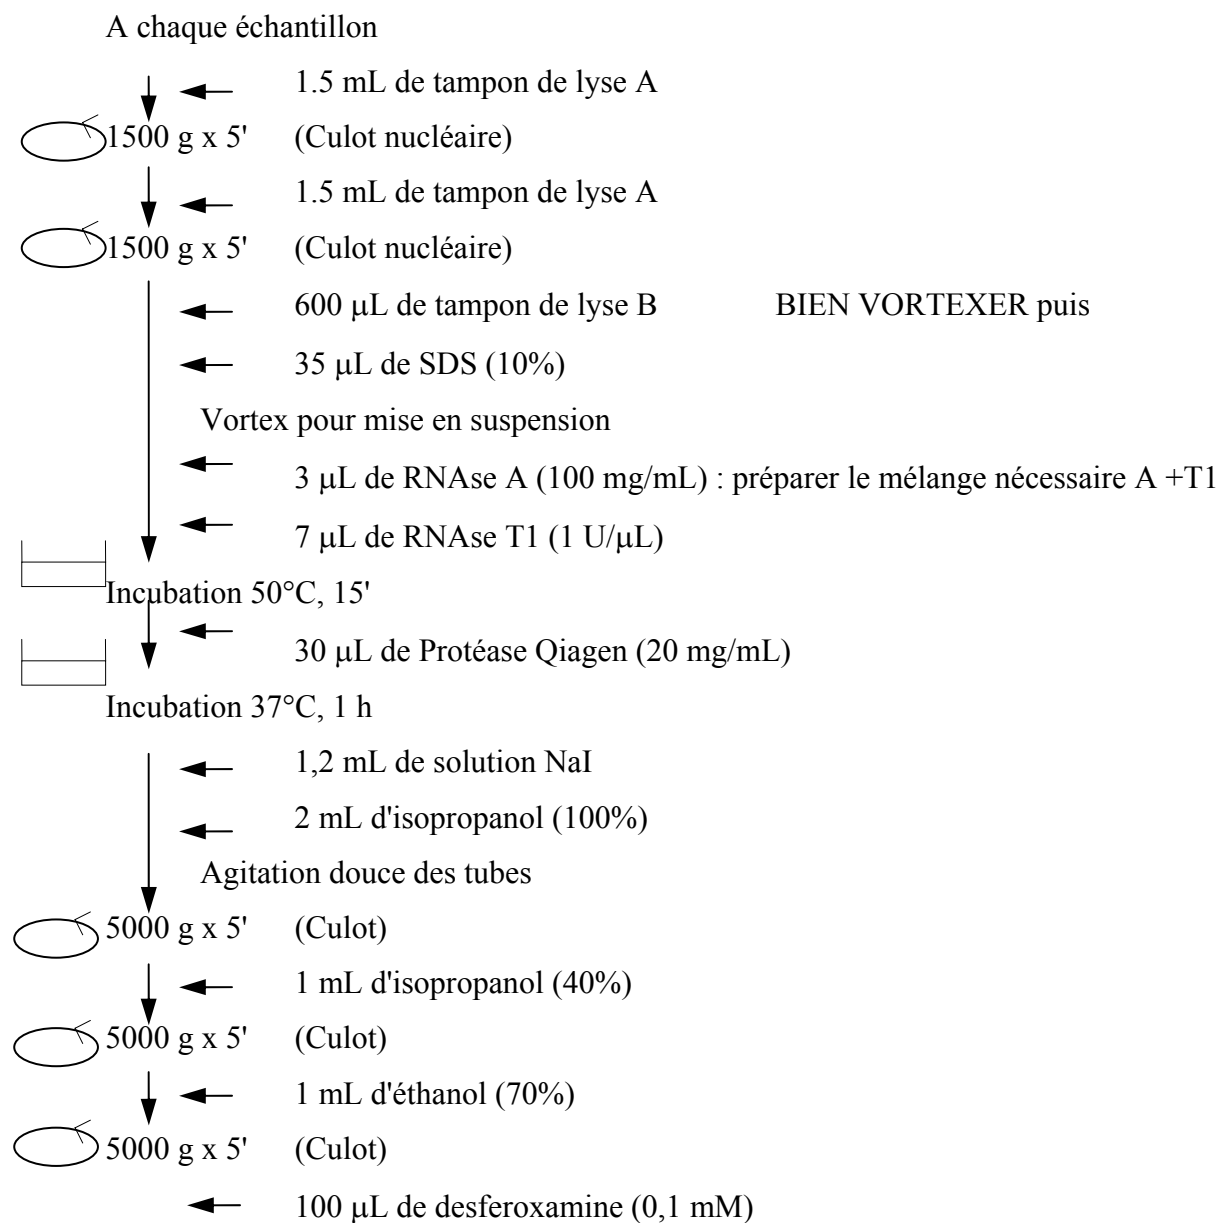 A chaque échantillon
1.5 mL de tampon de lyse A
1500 g x 5' (Culot nucléaire)
1.5 mL de tampon de lyse A
1500 g x 5' (Culot nucléaire)
600 μL de tampon de lyse B BIEN VORTEXER puis
35 μL de SDS (10%)
Vortex pour mise en suspension
3 μL de RNAse A (100 mg/mL) : préparer le mélange nécessaire A +T1
7 μL de RNAse T1 (1 U/μL)
Incubation 50°C, 15'
30 μL de Protéase Qiagen (20 mg/mL)
Incubation 37°C, 1 h
1,2 mL de solution NaI
2 mL d'isopropanol (100%)
Agitation douce des tubes
5000 g x 5' (Culot)
1 mL d'isopropanol (40%)
5000 g x 5' (Culot)
1 mL d'éthanol (70%)
5000 g x 5' (Culot)
100 μL de desferoxamine (0,1 mM)